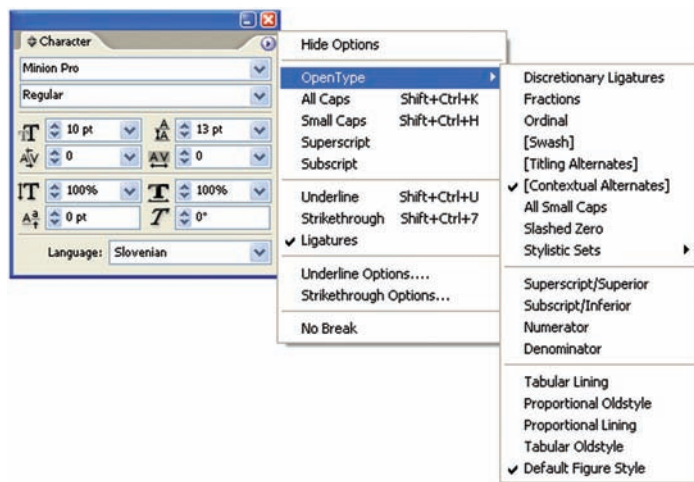 Character
Minion Pro
Regular
10 pt
13 pt
0
0
100%
100%
0 pt
0°
Language: Slovenian
Hide Options
OpenType
All Caps Shift+Ctrl+K
Small Caps Shift+Ctrl+H
Superscript
Subscript
Underline Shift+Ctrl+U
Strikethrough Shift+Ctrl+7
Ligatures
Underline Options....
Strikethrough Options...
No Break
Discretionary Ligatures
Fractions
Ordinal
[Swash]
[Titling Alternates]
[Contextual Alternates]
All Small Caps
Slashed Zero
Stylistic Sets
Superscript/Superior
Subscript/Inferior
Numerator
Denominator
Tabular Lining
Proportional Oldstyle
Proportional Lining
Tabular Oldstyle
Default Figure Style